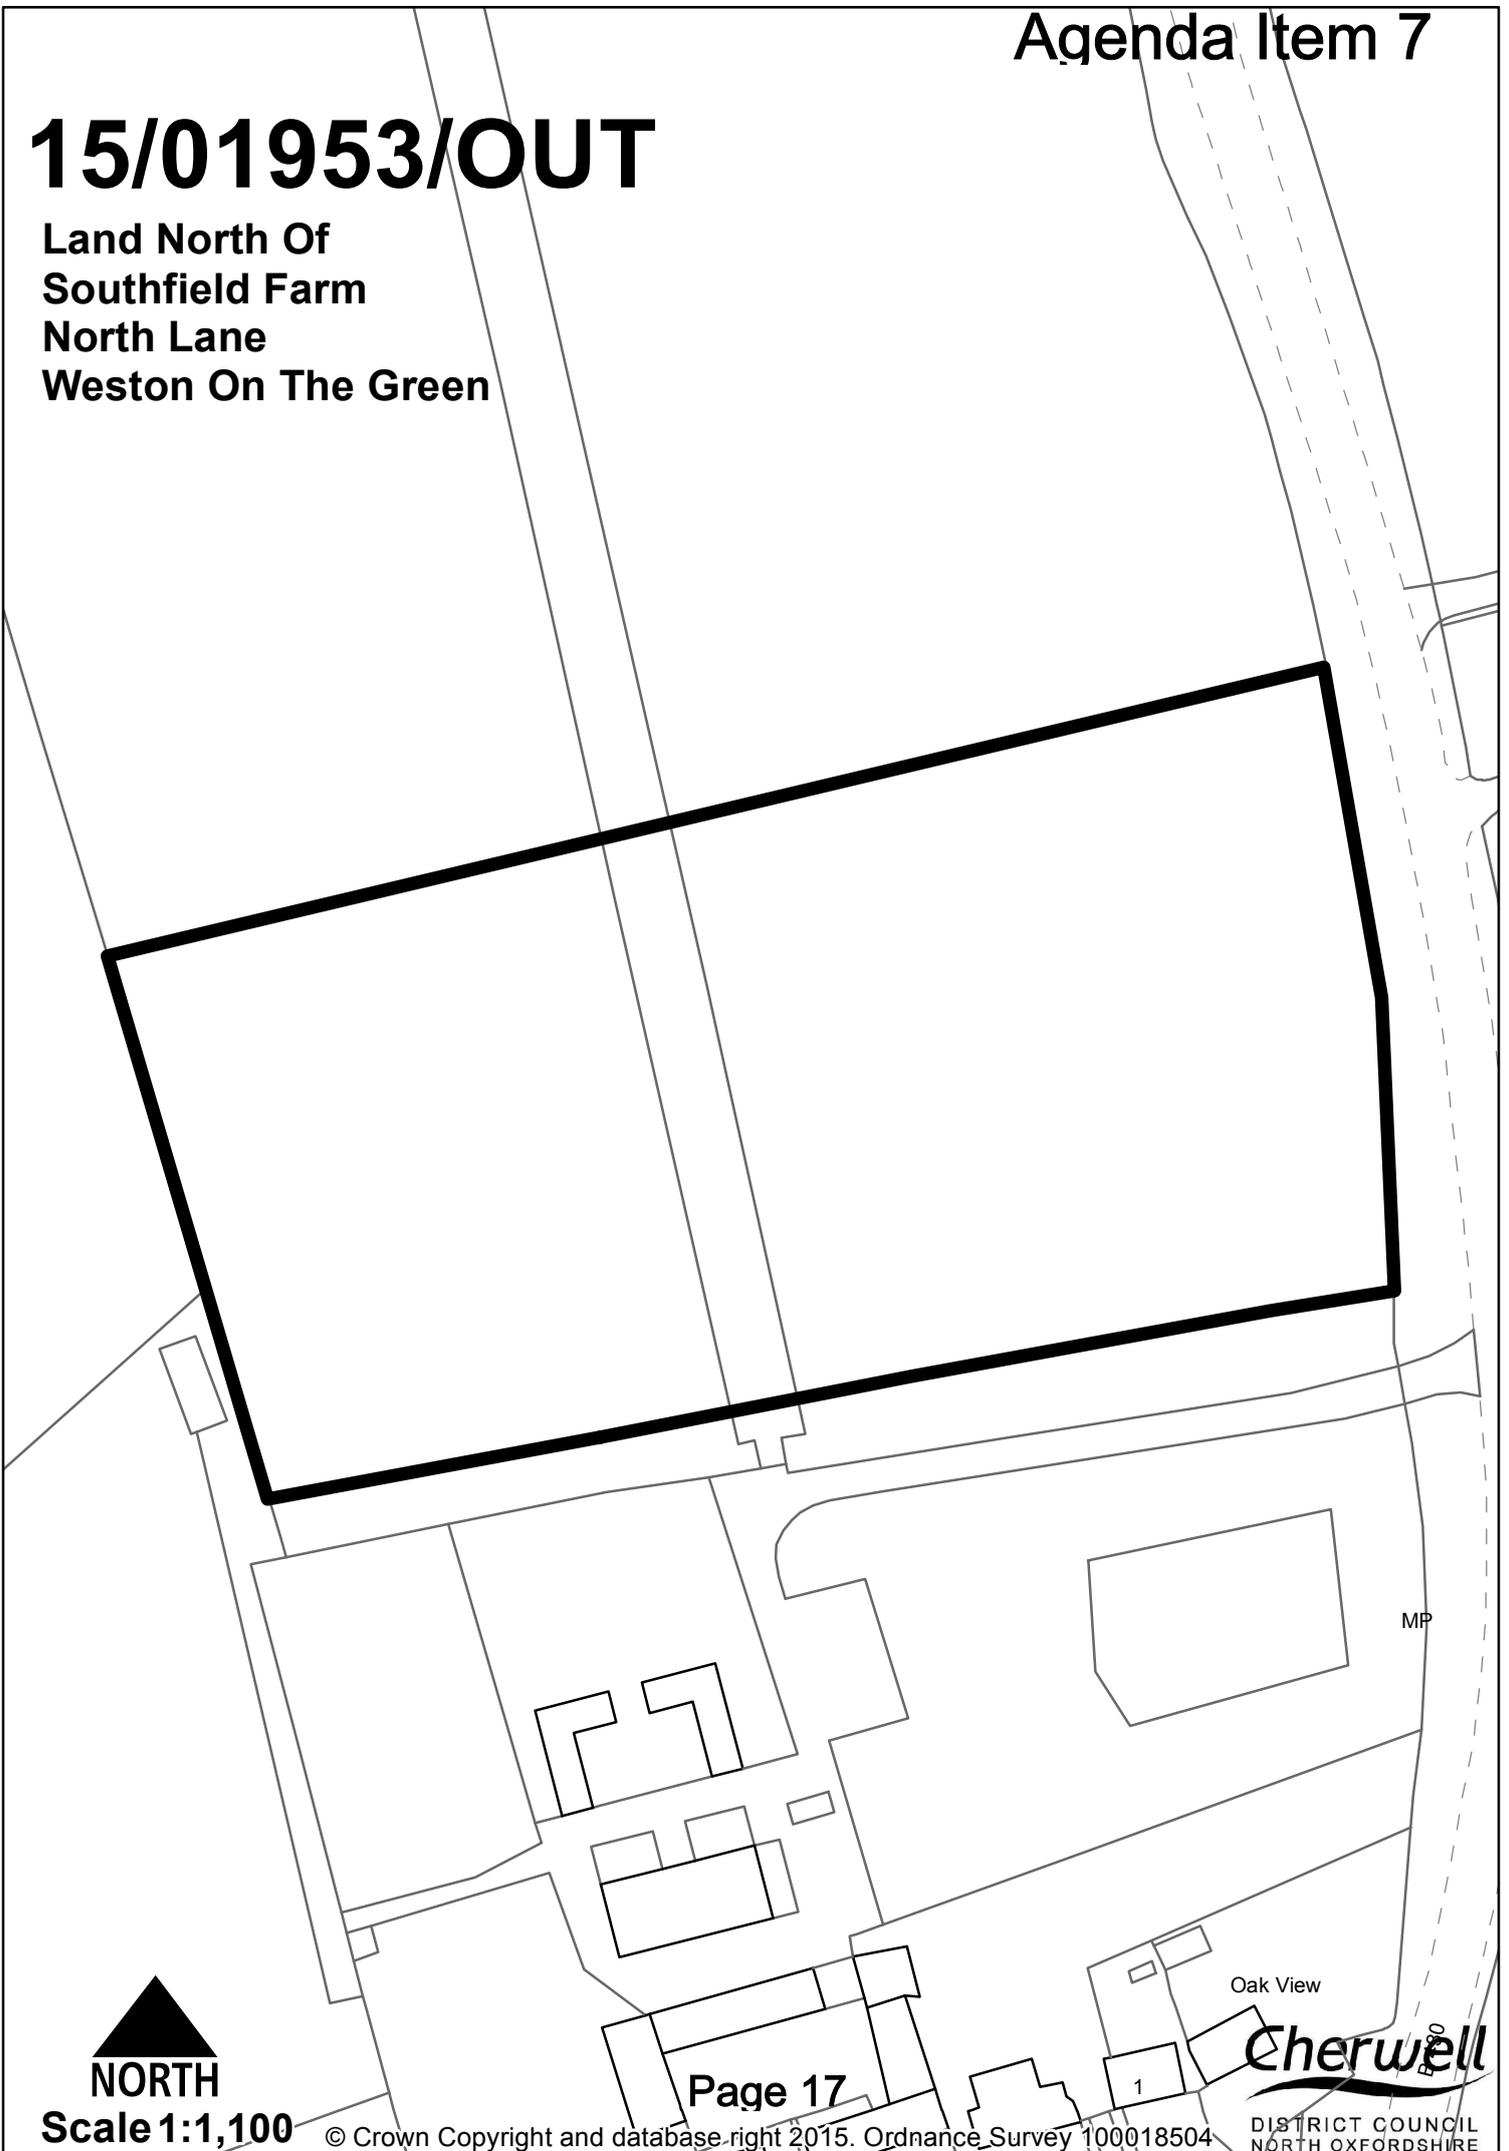 Agenda Item 7
15/01953/OUT
Land North Of
Southfield Farm
North Lane
Weston On The Green
MP
Oak View
1
NORTH
Scale 1:1,100
Page 17
© Crown Copyright and database right 2015. Ordnance Survey 100018504
Cherwell
DISTRICT COUNCIL
NORTH OXFORDSHIRE